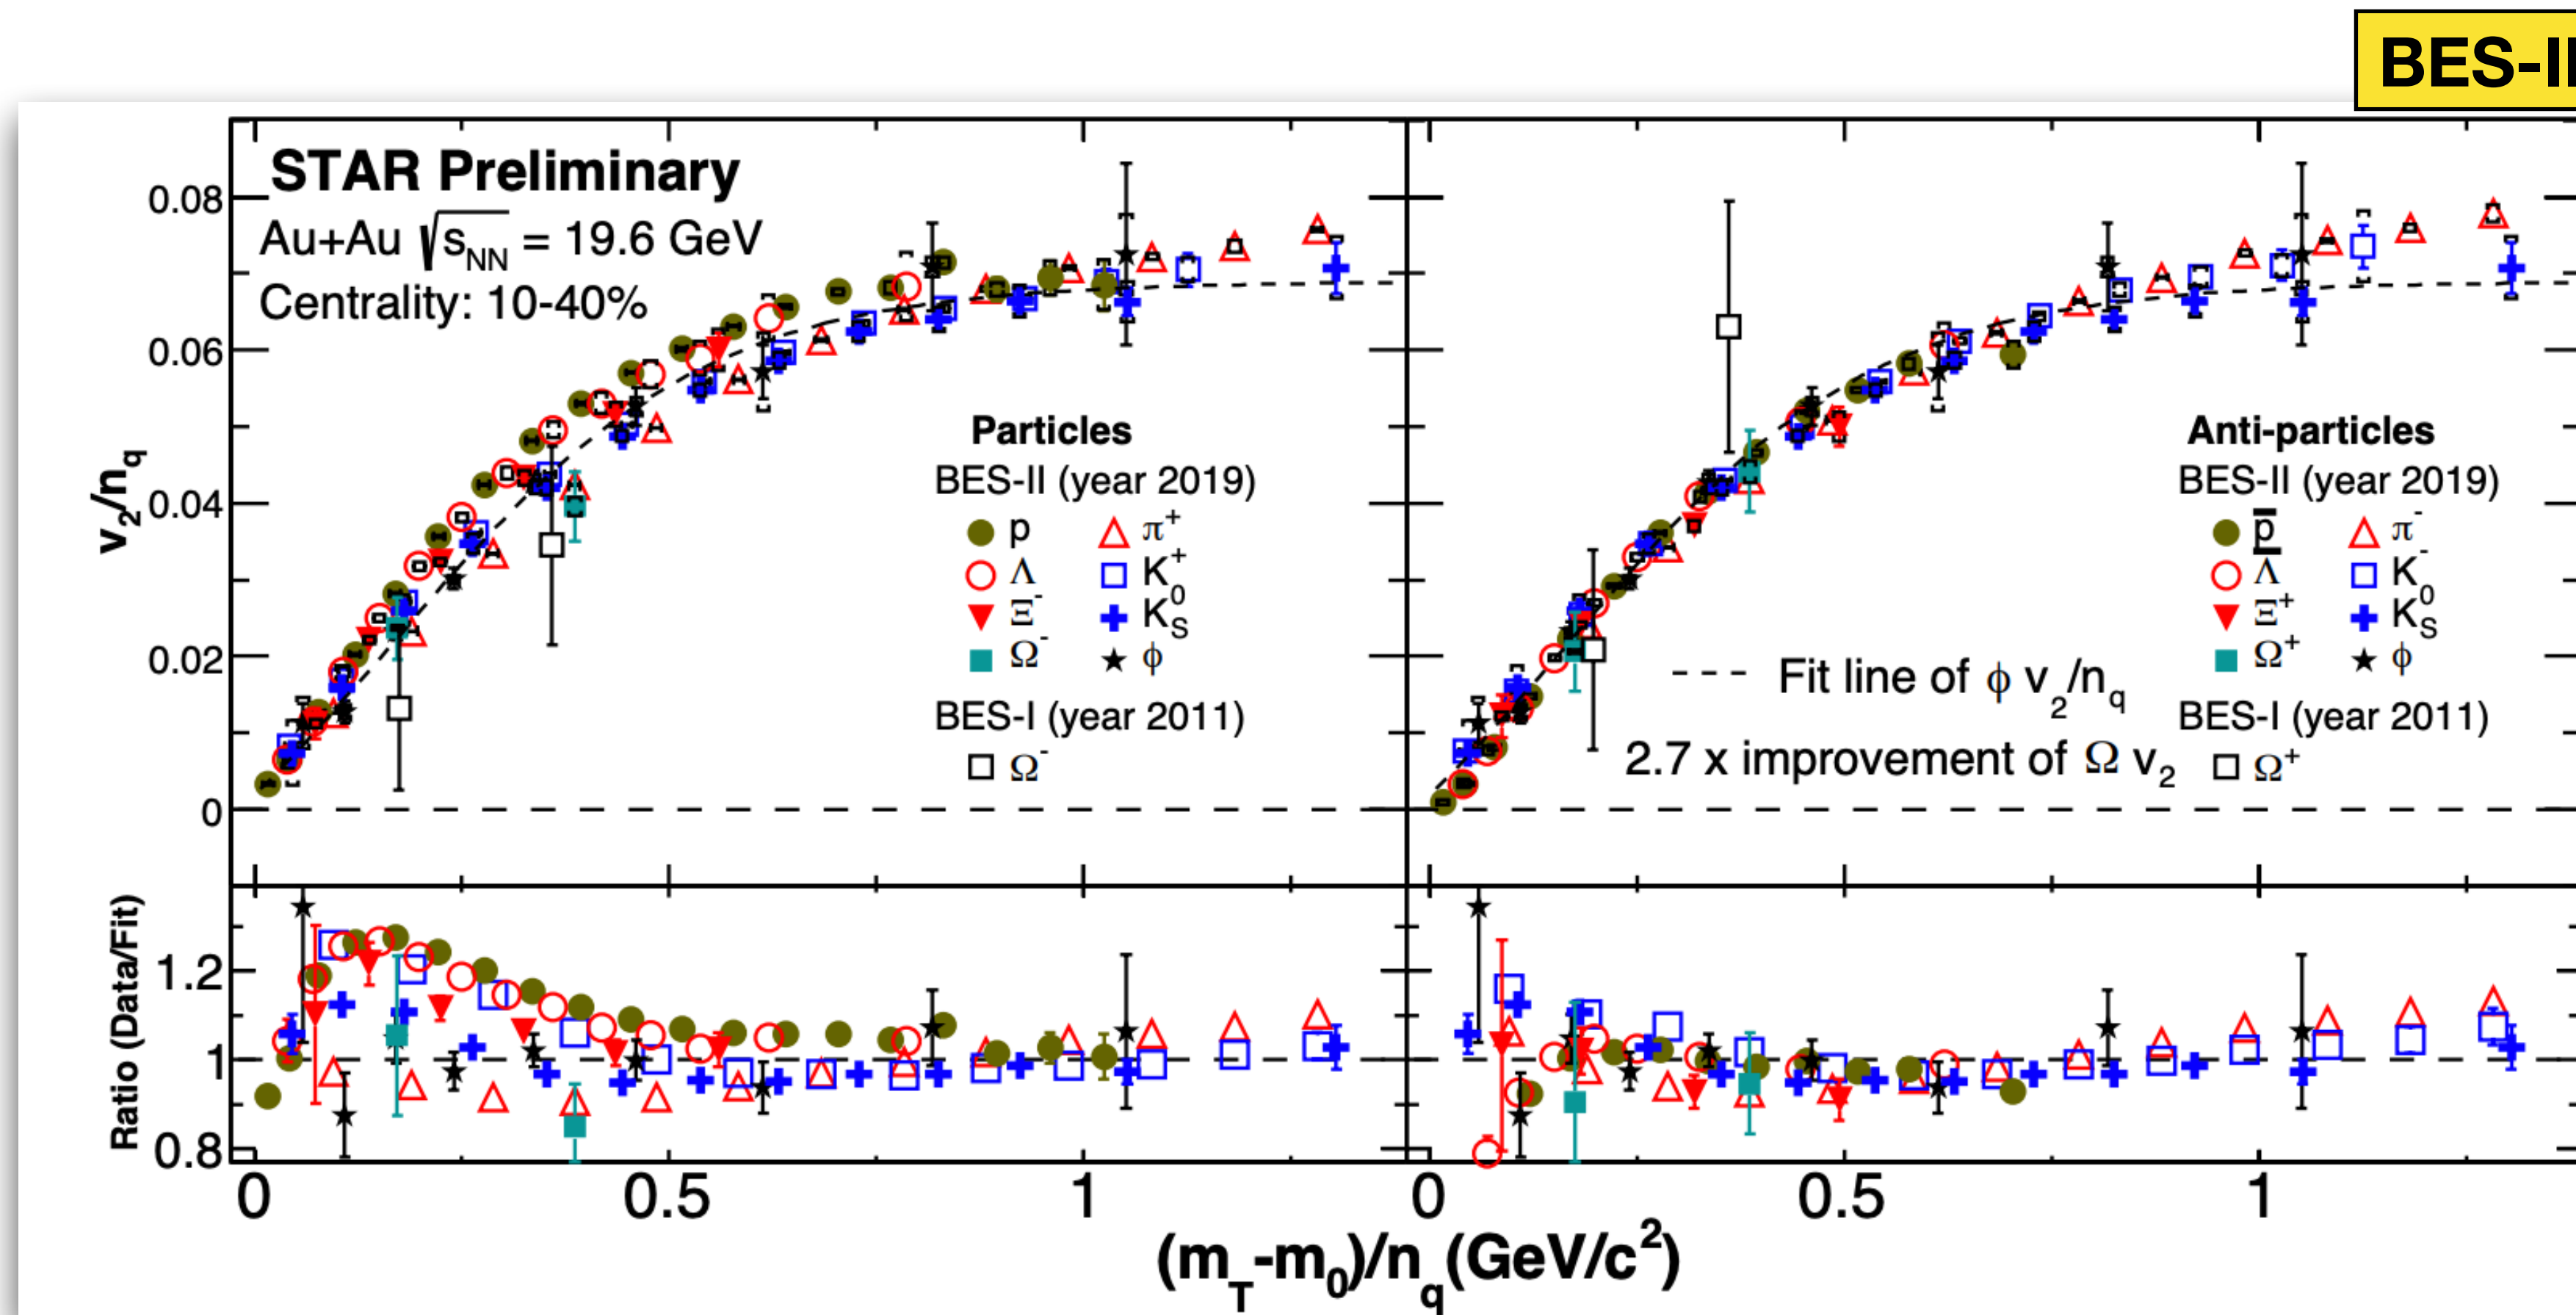 BES-II
STAR Preliminary
Au+Au √sNN = 19.6 GeV
Centrality: 10-40%
0.08
0.06
0.04
0.02
0
v2/nq
Particles
BES-II (year 2019)
p π+
Λ K+
Ξ- K0S
Ω- ϕ
BES-I (year 2011)
Ω-
Anti-particles
BES-II (year 2019)
p̅ π-
Λ̅ K-
Ξ+ K0S
Ω+ ϕ
BES-I (year 2011)
Ω+
Fit line of ϕ v2/nq
2.7 x improvement of Ω v2
Ratio (Data/Fit)
1.2
1
0.8
0 0.5 1 0 0.5 1
(mT-m0)/nq(GeV/c2)